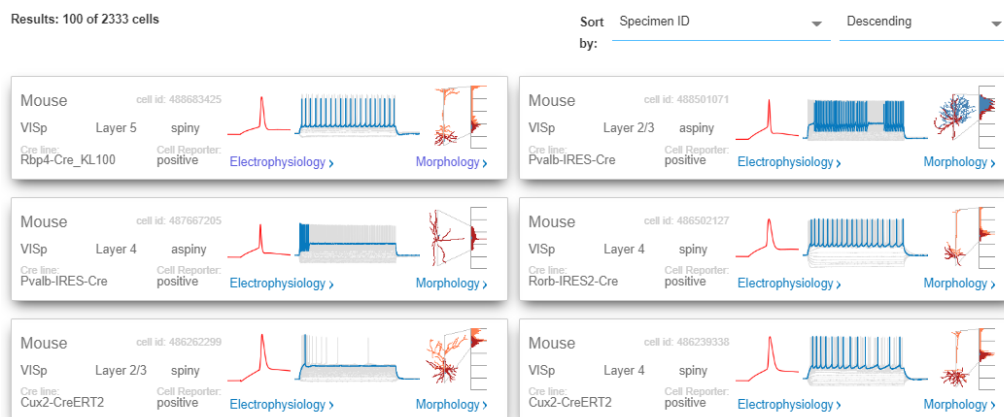 Results: 100 of 2333 cells
Sort by: Specimen ID Descending
Mouse cell id: 488683425
VISp Layer 5 spiny
Cre line: Cell Reporter:
Rbp4-Cre_KL100 positive
Electrophysiology › Morphology ›
Mouse cell id: 488501071
VISp Layer 2/3 aspiny
Cre line: Cell Reporter:
Pvalb-IRES-Cre positive
Electrophysiology › Morphology ›
Mouse cell id: 487667205
VISp Layer 4 aspiny
Cre line: Cell Reporter:
Pvalb-IRES-Cre positive
Electrophysiology › Morphology ›
Mouse cell id: 486502127
VISp Layer 4 spiny
Cre line: Cell Reporter:
Rorb-IRES2-Cre positive
Electrophysiology › Morphology ›
Mouse cell id: 486262299
VISp Layer 2/3 spiny
Cre line: Cell Reporter:
Cux2-CreERT2 positive
Electrophysiology › Morphology ›
Mouse cell id: 486239338
VISp Layer 4 spiny
Cre line: Cell Reporter:
Cux2-CreERT2 positive
Electrophysiology › Morphology ›